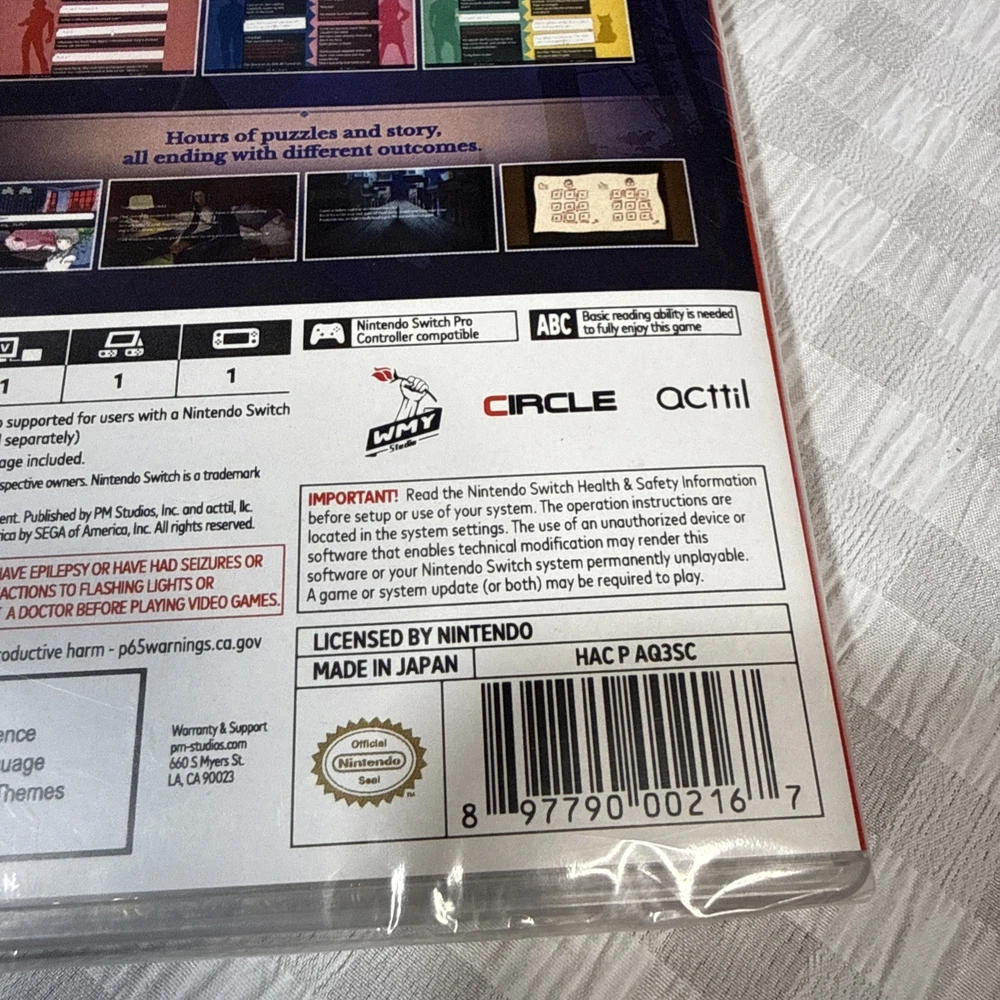 Hours of puzzles and story,
all ending with different outcomes.
Nintendo Switch Pro
Controller compatible
ABC
Basic reading ability is needed
to fully enjoy this game
1
1
1
supported for users with a Nintendo Switch
separately)
age included.
spective owners. Nintendo Switch is a trademark
ent. Published by PM Studios, Inc. and acttil, llc.
ica by SEGA of America, Inc. All rights reserved.
AVE EPILEPSY OR HAVE HAD SEIZURES OR
ACTIONS TO FLASHING LIGHTS OR
A DOCTOR BEFORE PLAYING VIDEO GAMES.
oductive harm - p65warnings.ca.gov
ence
uage
Themes
Warranty & Support
pm-studios.com
660 S Myers St.
LA, CA 90023
WMY
Studio
CIRCLE
acttil
IMPORTANT! Read the Nintendo Switch Health & Safety Information
before setup or use of your system. The operation instructions are
located in the system settings. The use of an unauthorized device or
software that enables technical modification may render this
software or your Nintendo Switch system permanently unplayable.
A game or system update (or both) may be required to play.
LICENSED BY NINTENDO
MADE IN JAPAN
HAC P AQ3SC
Official
Nintendo
Seal
TM
8 97790 00216 7